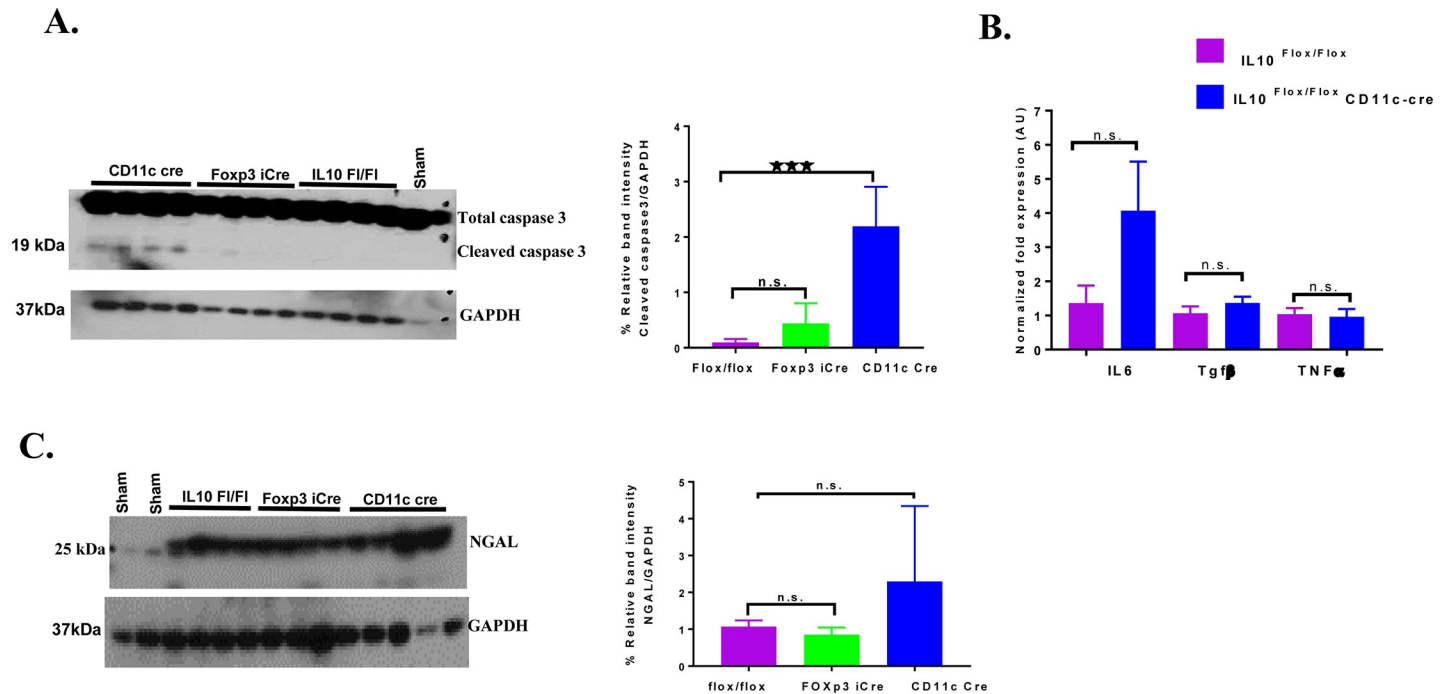 A.
CD11c cre Foxp3 iCre IL10 Fl/Fl Sham
Total caspase 3
19 kDa
Cleaved caspase 3
37kDa
GAPDH
% Relative band intensity
Cleaved caspase3/GAPDH
4
3
2
1
0
★★★
n.s.
Flox/flox Foxp3 iCre CD11c Cre
B.
IL10 Flox/Flox
IL10 Flox/Flox CD11c-cre
Normalized fold expression (AU)
7
6
5
4
3
2
1
0
n.s.
n.s.
n.s.
IL6 Tgfβ TNFα
C.
Sham Sham IL10 Fl/Fl Foxp3 iCre CD11c cre
25 kDa
NGAL
37kDa
GAPDH
% Relative band intensity
NGAL/GAPDH
5
4
3
2
1
0
n.s.
n.s.
flox/flox FOXp3 iCre CD11c Cre